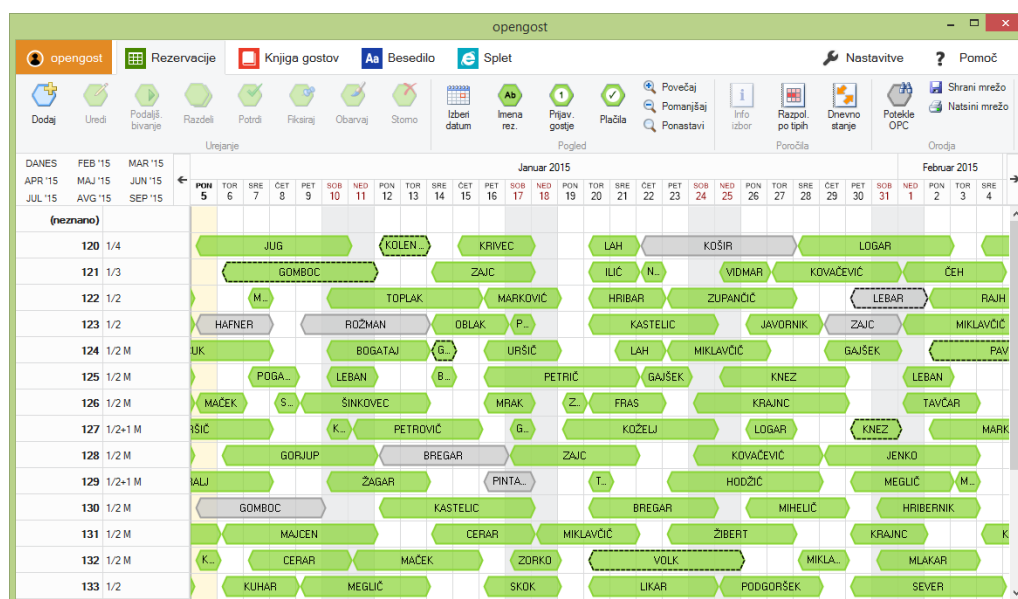 opengost
opengost Rezervacije Knjiga gostov Aa Besedilo Splet Nastavitve ? Pomoč
Dodaj Uredi Podaljš. bivanje Razdeli Potrdi Fiksiraj Obarvaj Storno
Urejanje
Izberi datum Ab Imena rez. 1 Prijav. gostje Plačila Povečaj Pomanjšaj Ponastavi
Pogled
Info izbor Razpol. po tipih Dnevno stanje
Poročila
Potekle OPC Shrani mrežo Natsini mrežo
Orodja
DANES FEB '15 MAR '15
APR '15 MAJ '15 JUN '15
JUL '15 AVG '15 SEP '15
Januar 2015 Februar 2015
PON TOR SRE ČET PET SOB NED PON TOR SRE ČET PET SOB NED PON TOR SRE ČET PET SOB NED PON TOR SRE ČET PET SOB NED PON TOR SRE
5 6 7 8 9 10 11 12 13 14 15 16 17 18 19 20 21 22 23 24 25 26 27 28 29 30 31 1 2 3 4
(neznano)
120 1/4 JUG KOLEN ... KRIVEC LAH KOŠIR LOGAR
121 1/3 GOMBOC ZAJC ILIĆ N... VIDMAR KOVAČEVIĆ ČEH
122 1/2 M... TOPLAK MARKOVIĆ HRIBAR ZUPANČIČ LEBAR RAJH
123 1/2 HAFNER ROŽMAN OBLAK P... KASTELIC JAVORNIK ZAJC MIKLAVČIČ
124 1/2 M UK BOGATAJ G... URŠIČ LAH MIKLAVČIČ GAJŠEK PAV
125 1/2 M POGA... LEBAN B... PETRIČ GAJŠEK KNEZ LEBAN
126 1/2 M MAČEK S... ŠINKOVEC MRAK Z... FRAS KRAJNC TAVČAR
127 1/2+1 M RŠIČ K... PETROVIČ G... KOŽELJ LOGAR KNEZ MARK
128 1/2 M GORJUP BREGAR ZAJC KOVAČEVIĆ JENKO
129 1/2+1 M RALJ ŽAGAR PINTA... T... HODŽIĆ MEGLIČ M...
130 1/2 M GOMBOC KASTELIC BREGAR MIHELIČ HRIBERNIK
131 1/2 M MAJCEN CERAR MIKLAVČIČ ŽIBERT KRAJNC K
132 1/2 M K... CERAR MAČEK ZORKO VOLK MIKLA... MLAKAR
133 1/2 KUHAR MEGLIČ SKOK LIKAR PODGORŠEK SEVER